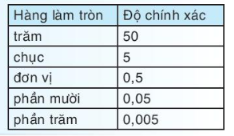 Hàng làm tròn Độ chính xác
trăm 50
chục 5
đơn vị 0,5
phần mười 0,05
phần trăm 0,005